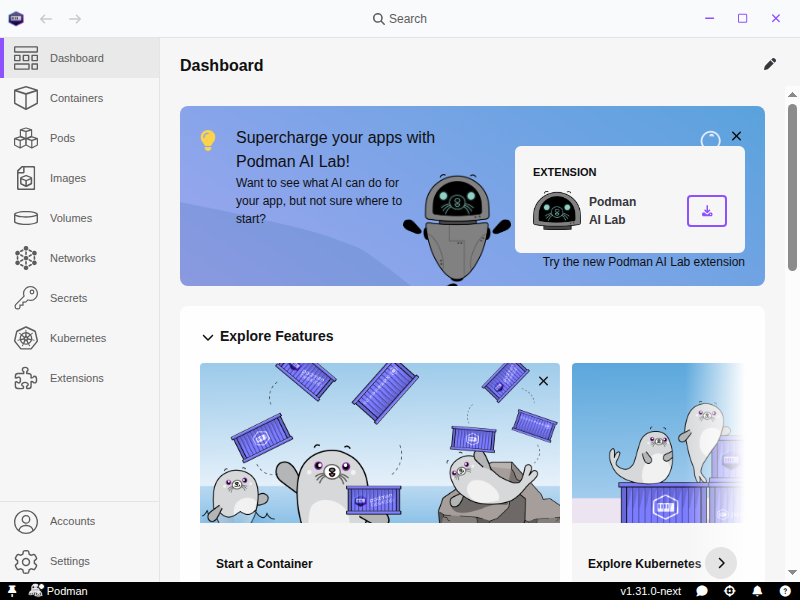 Search
Dashboard
Containers
Pods
Images
Volumes
Networks
Secrets
Kubernetes
Extensions
Accounts
Settings
Dashboard
Supercharge your apps with
Podman AI Lab!
Want to see what AI can do for
your app, but not sure where to
start?
EXTENSION
Podman
AI Lab
Try the new Podman AI Lab extension
Explore Features
Start a Container
Explore Kubernetes
Podman
v1.31.0-next